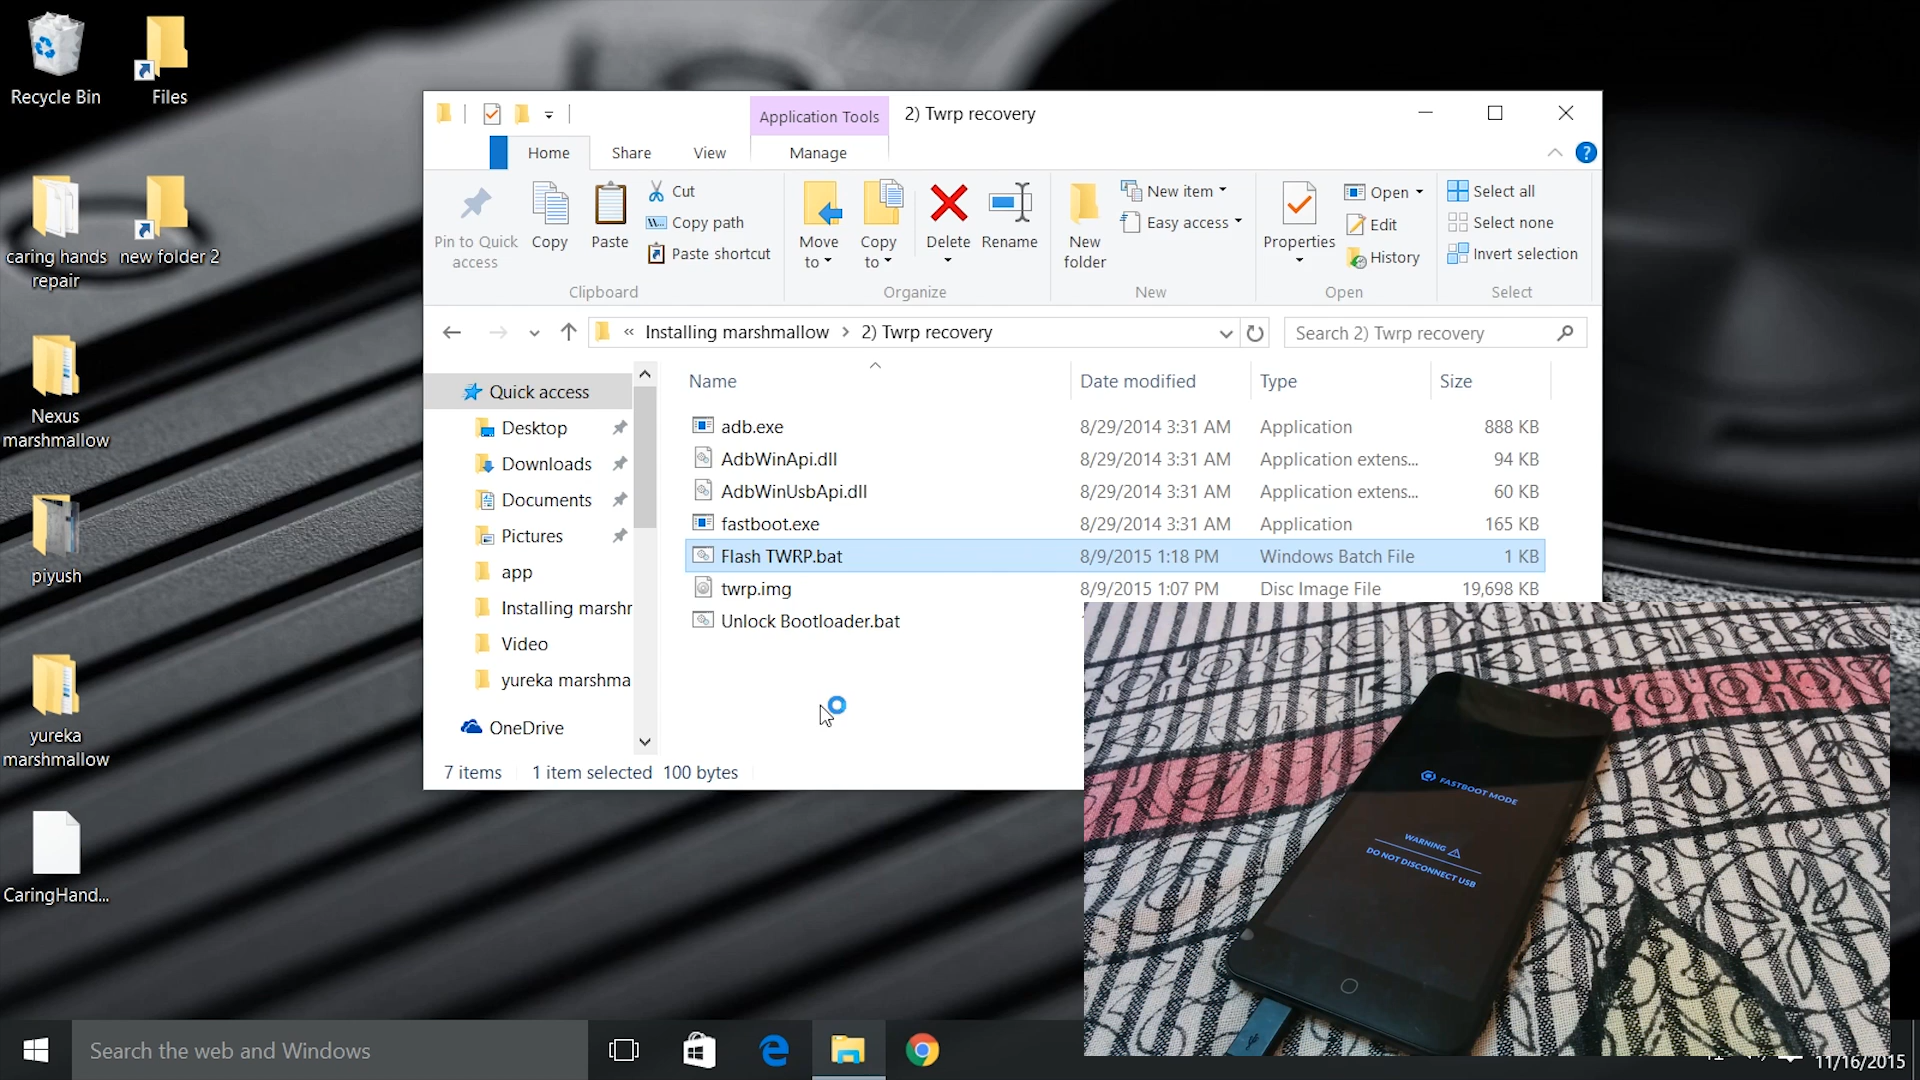 Recycle Bin
Files
caring hands
repair
new folder 2
Nexus
marshmallow
piyush
yureka
marshmallow
CaringHand...
Application Tools
2) Twrp recovery
Home
Share
View
Manage
Pin to Quick
access
Copy
Paste
Cut
Copy path
Paste shortcut
Clipboard
Move
to
Copy
to
Delete
Rename
Organize
New
folder
New item
Easy access
New
Properties
Open
Edit
History
Open
Select all
Select none
Invert selection
Select
« Installing marshmallow > 2) Twrp recovery
Search 2) Twrp recovery
Quick access
Desktop
Downloads
Documents
Pictures
app
Installing marshr
Video
yureka marshma
OneDrive
Name Date modified Type Size
adb.exe 8/29/2014 3:31 AM Application 888 KB
AdbWinApi.dll 8/29/2014 3:31 AM Application extens... 94 KB
AdbWinUsbApi.dll 8/29/2014 3:31 AM Application extens... 60 KB
fastboot.exe 8/29/2014 3:31 AM Application 165 KB
Flash TWRP.bat 8/9/2015 1:18 PM Windows Batch File 1 KB
twrp.img 8/9/2015 1:07 PM Disc Image File 19,698 KB
Unlock Bootloader.bat
7 items 1 item selected 100 bytes
FASTBOOT MODE
WARNING
DO NOT DISCONNECT USB
Search the web and Windows
11/16/2015